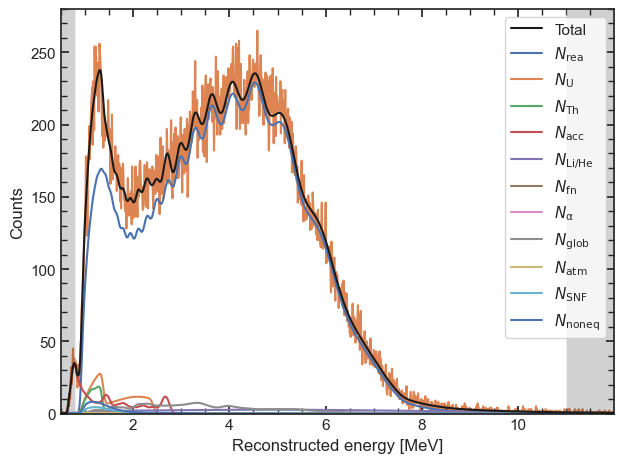 250
200
150
100
50
0
Counts
2 4 6 8 10
Reconstructed energy [MeV]
Total
N_rea
N_U
N_Th
N_acc
N_Li/He
N_fn
N_α
N_glob
N_atm
N_SNF
N_noneq